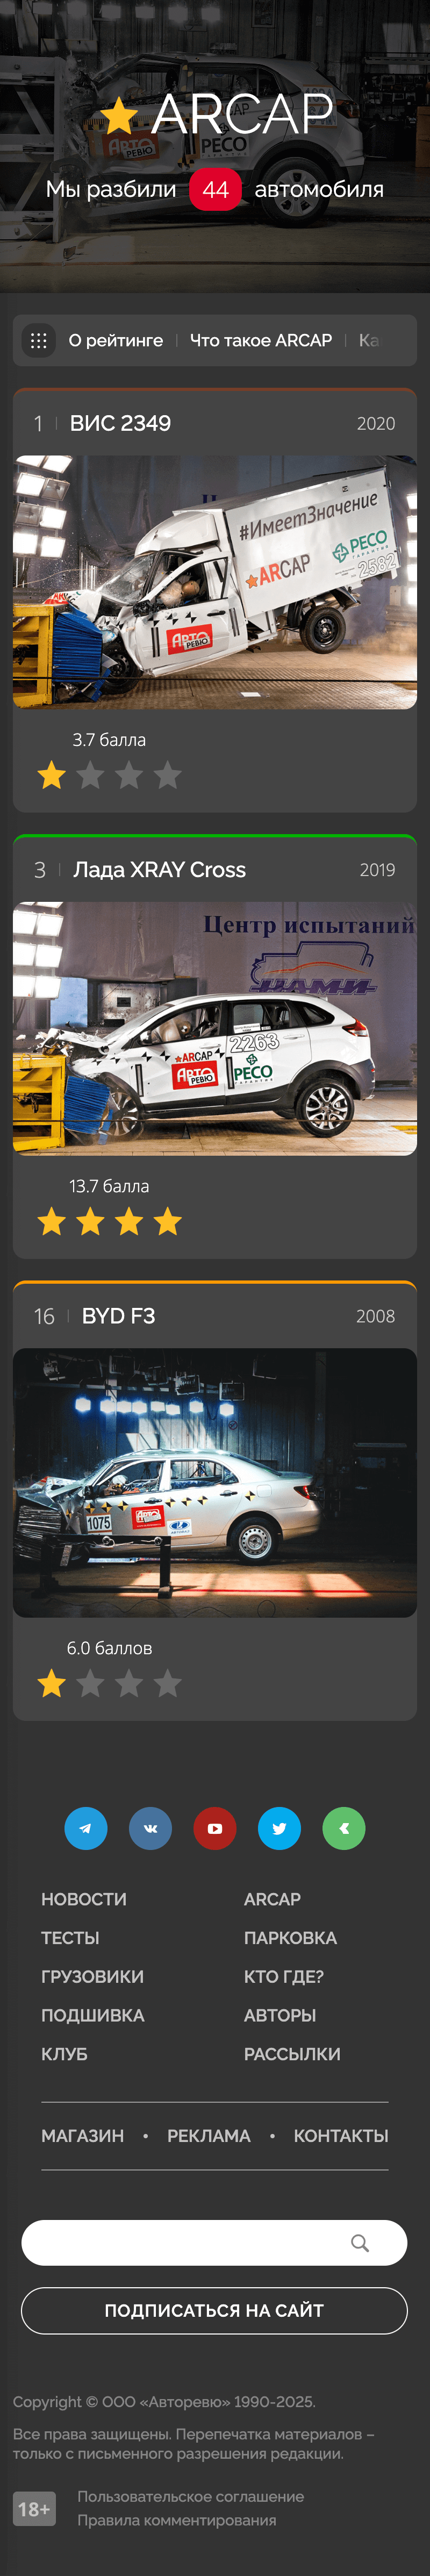 ARCAP
Мы разбили 44 автомобиля
О рейтинге | Что такое ARCAP | Ка
1 | ВИС 2349 2020
#ИмеетЗначение
ARCAP
РЕСО
ГАРАНТИЯ
2582
АВТО
РЕВЮ
3.7 балла
3 | Лада XRAY Cross 2019
Центр испытаний
НАМИ
2263
ARCAP
АВТО
РЕВЮ
РЕСО
ГАРАНТИЯ
13.7 балла
16 | BYD F3 2008
1075
6.0 баллов
НОВОСТИ
ТЕСТЫ
ГРУЗОВИКИ
ПОДШИВКА
КЛУБ
ARCAP
ПАРКОВКА
КТО ГДЕ?
АВТОРЫ
РАССЫЛКИ
МАГАЗИН • РЕКЛАМА • КОНТАКТЫ
ПОДПИСАТЬСЯ НА САЙТ
Copyright © ООО «Авторевю» 1990-2025.
Все права защищены. Перепечатка материалов –
только с письменного разрешения редакции.
18+
Пользовательское соглашение
Правила комментирования